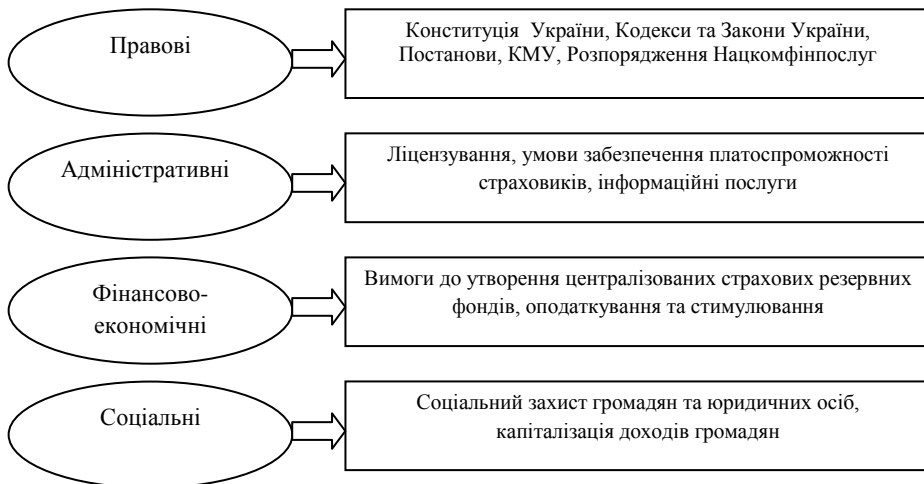 Правові
Конституція України, Кодекси та Закони України,
Постанови, КМУ, Розпорядження Нацкомфінпослуг
Адміністративні
Ліцензування, умови забезпечення платоспроможності
страховиків, інформаційні послуги
Фінансово-
економічні
Вимоги до утворення централізованих страхових резервних
фондів, оподаткування та стимулювання
Соціальні
Соціальний захист громадян та юридичних осіб,
капіталізація доходів громадян